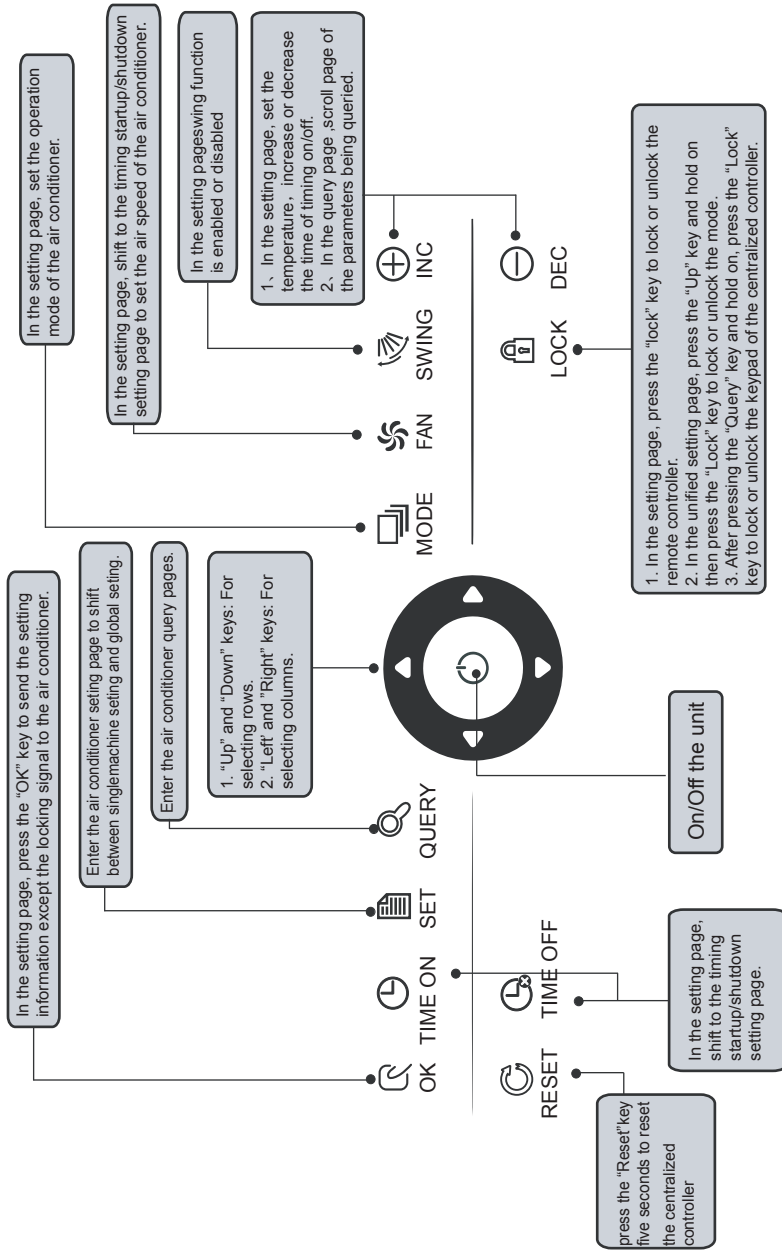 In the setting page, press the “OK” key to send the setting
information except the locking signal to the air conditioner.
Enter the air conditioner setting page to shift
between singlemachine seting and global seting.
Enter the air conditioner query pages.
1. “Up” and “Down” keys: For
selecting rows.
2. “Left’ and ”Right” keys: For
selecting columns.
In the setting page, set the operation
mode of the air conditioner.
In the setting page, shift to the timing startup/shutdown
setting page to set the air speed of the air conditioner.
In the setting pageswing function
is enabled or disabled
1、In the setting page, set the
temperature，increase or decrease
the time of timing on/off.
2、In the query page ,scroll page of
the parameters being queried.
OK
TIME ON
SET
QUERY
MODE
FAN
SWING
INC
RESET
TIME OFF
LOCK
DEC
press the “Reset”key
five seconds to reset
the centralized
controller
In the setting page,
shift to the timing
startup/shutdown
setting page.
On/Off the unit
1. In the setting page, press the “lock” key to lock or unlock the
remote controller.
2. In the unified setting page, press the “Up” key and hold on
then press the “Lock” key to lock or unlock the mode.
3. After pressing the “Query” key and hold on, press the “Lock”
key to lock or unlock the keypad of the centralized controller.